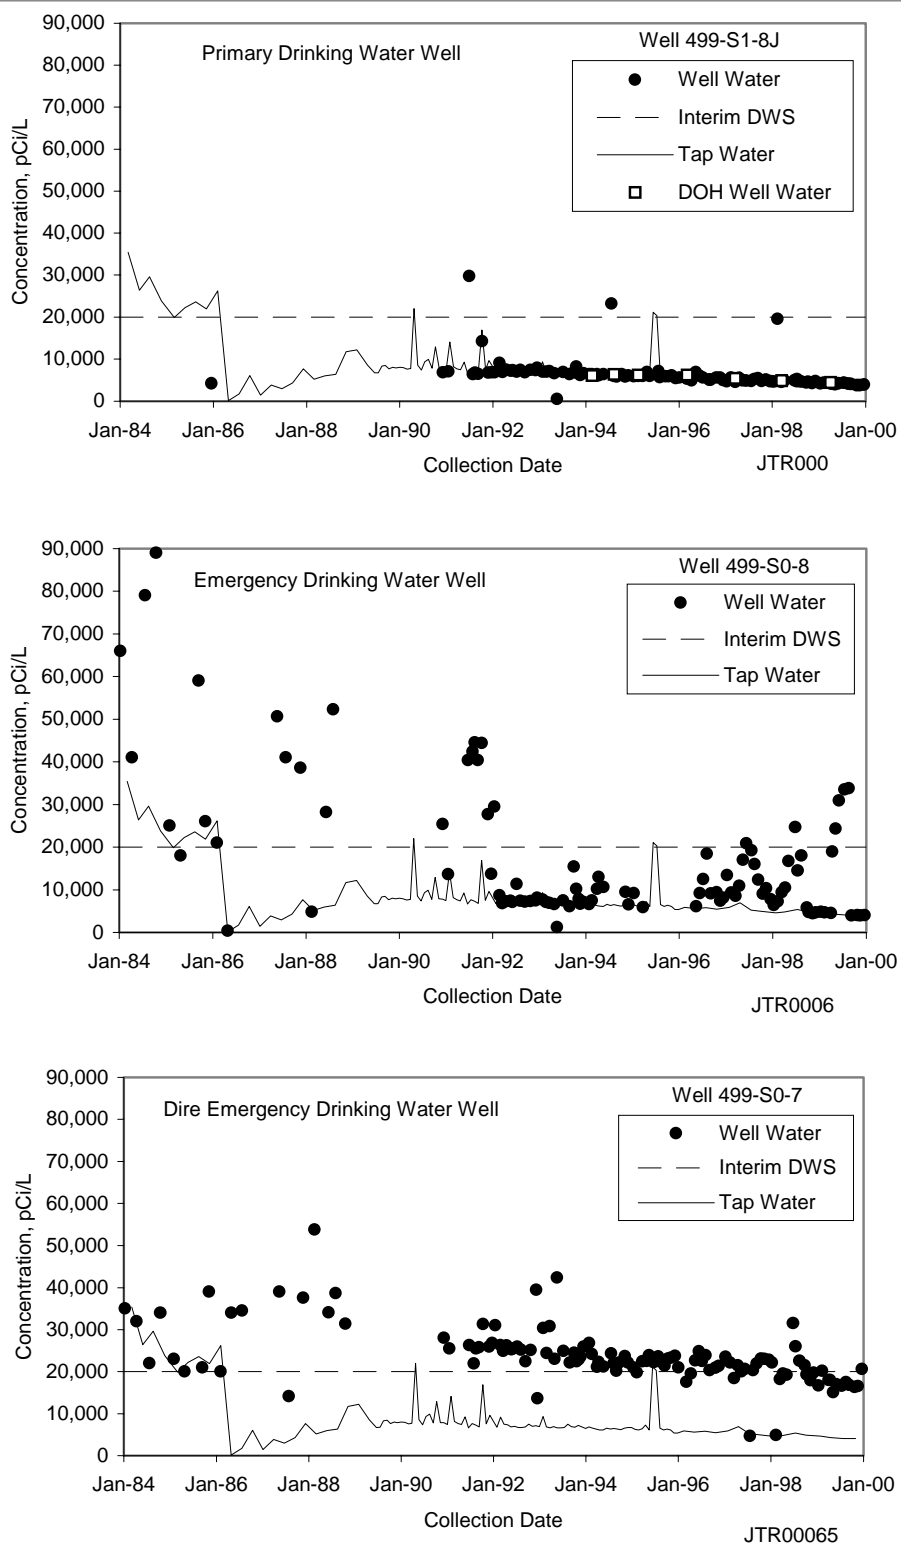 90,000
80,000
70,000
60,000
50,000
40,000
30,000
20,000
10,000
0
Concentration, pCi/L
Primary Drinking Water Well
Well 499-S1-8J
Well Water
Interim DWS
Tap Water
DOH Well Water
Jan-84 Jan-86 Jan-88 Jan-90 Jan-92 Jan-94 Jan-96 Jan-98 Jan-00
Collection Date
JTR000
90,000
80,000
70,000
60,000
50,000
40,000
30,000
20,000
10,000
0
Concentration, pCi/L
Emergency Drinking Water Well
Well 499-S0-8
Well Water
Interim DWS
Tap Water
Jan-84 Jan-86 Jan-88 Jan-90 Jan-92 Jan-94 Jan-96 Jan-98 Jan-00
Collection Date
JTR0006
90,000
80,000
70,000
60,000
50,000
40,000
30,000
20,000
10,000
0
Concentration, pCi/L
Dire Emergency Drinking Water Well
Well 499-S0-7
Well Water
Interim DWS
Tap Water
Jan-84 Jan-86 Jan-88 Jan-90 Jan-92 Jan-94 Jan-96 Jan-98 Jan-00
Collection Date
JTR00065